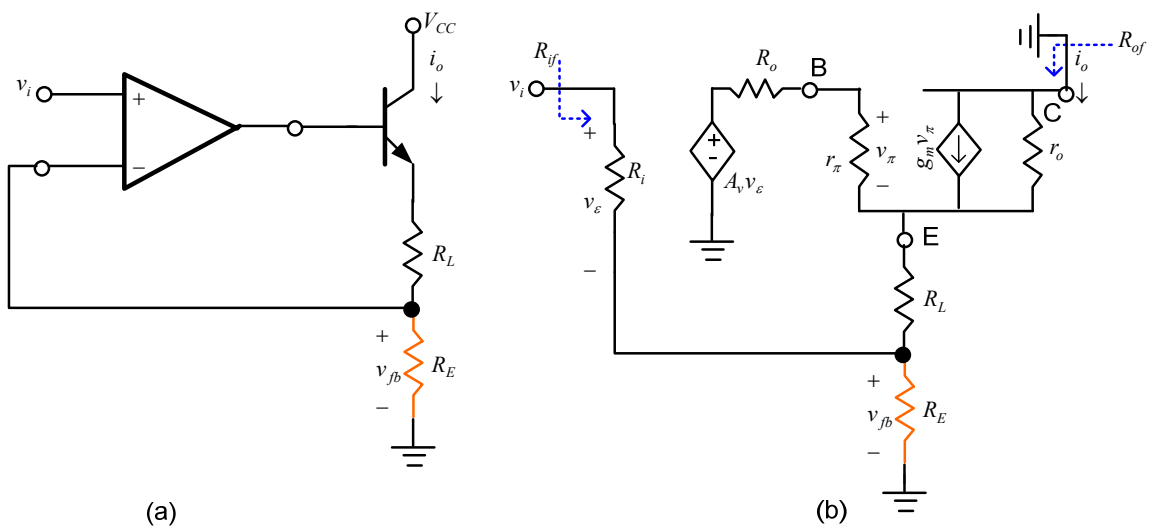 V_CC
i_o
↓
v_i
+
−
R_L
+
v_fb
−
R_E
(a)
R_if
v_i
+
R_i
v_ε
−
R_o
B
+
-
A_v v_ε
+
r_π
v_π
−
g_m v_π
r_o
C
i_o
↓
R_of
E
R_L
+
v_fb
−
R_E
(b)